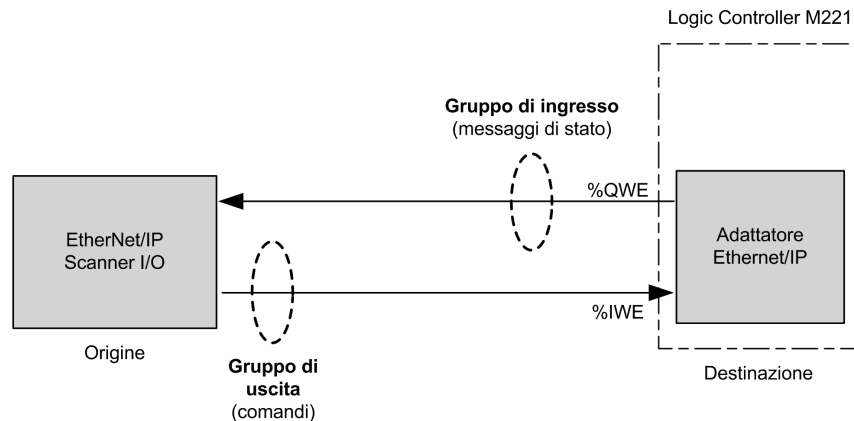 Logic Controller M221
Gruppo di ingresso
(messaggi di stato)
%QWE
EtherNet/IP
Scanner I/O
Adattatore
Ethernet/IP
%IWE
Origine
Gruppo di
uscita
(comandi)
Destinazione